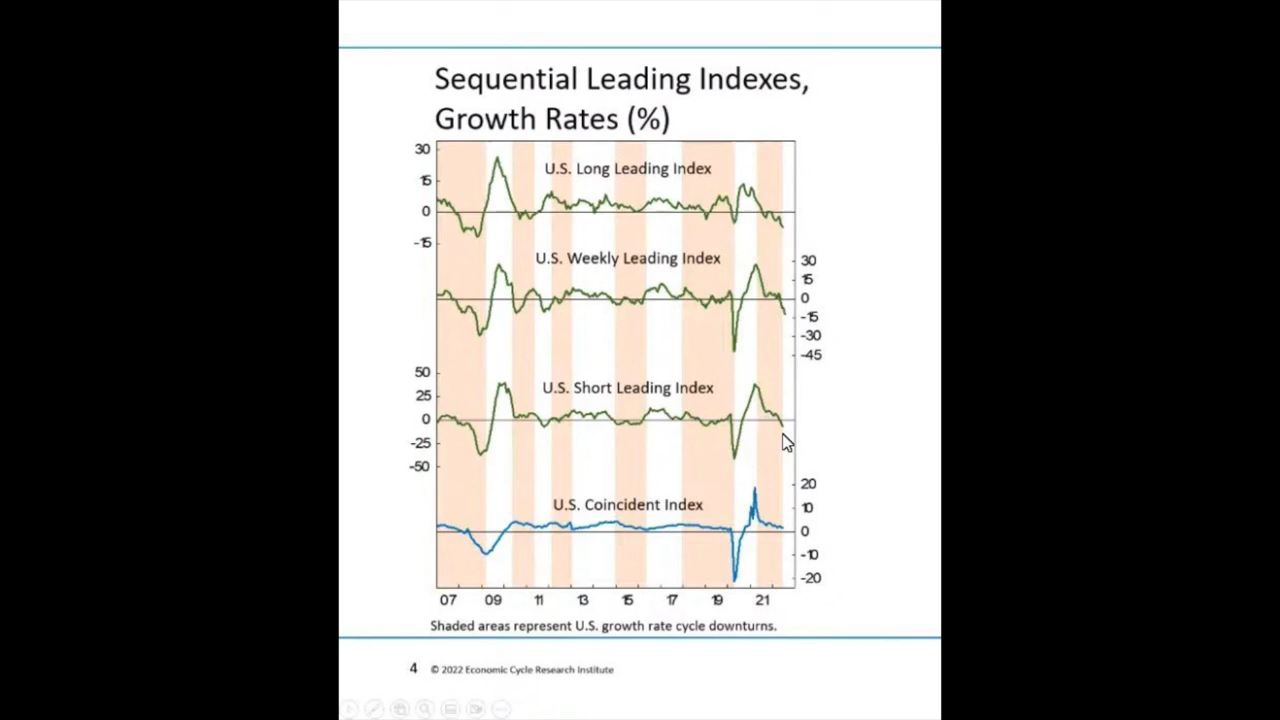 Sequential Leading Indexes,
Growth Rates (%)
30
15
0
-15
U.S. Long Leading Index
U.S. Weekly Leading Index
30
15
0
-15
-30
-45
50
25
0
-25
-50
U.S. Short Leading Index
U.S. Coincident Index
20
10
0
-10
-20
07 09 11 13 15 17 19 21
Shaded areas represent U.S. growth rate cycle downturns.
4 © 2022 Economic Cycle Research Institute